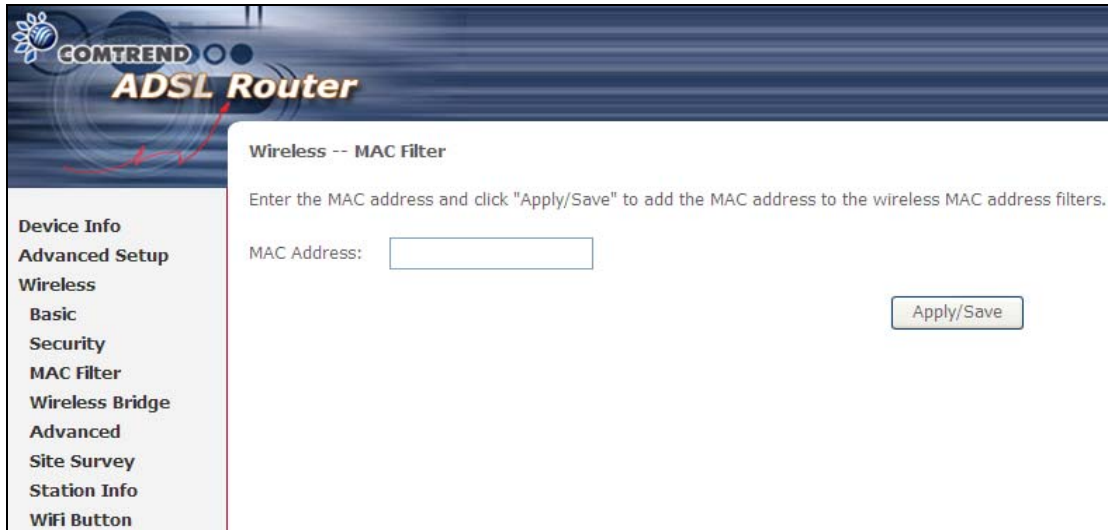 COMTREND
ADSL Router
Wireless -- MAC Filter
Enter the MAC address and click "Apply/Save" to add the MAC address to the wireless MAC address filters.
MAC Address:
Apply/Save
Device Info
Advanced Setup
Wireless
Basic
Security
MAC Filter
Wireless Bridge
Advanced
Site Survey
Station Info
WiFi Button